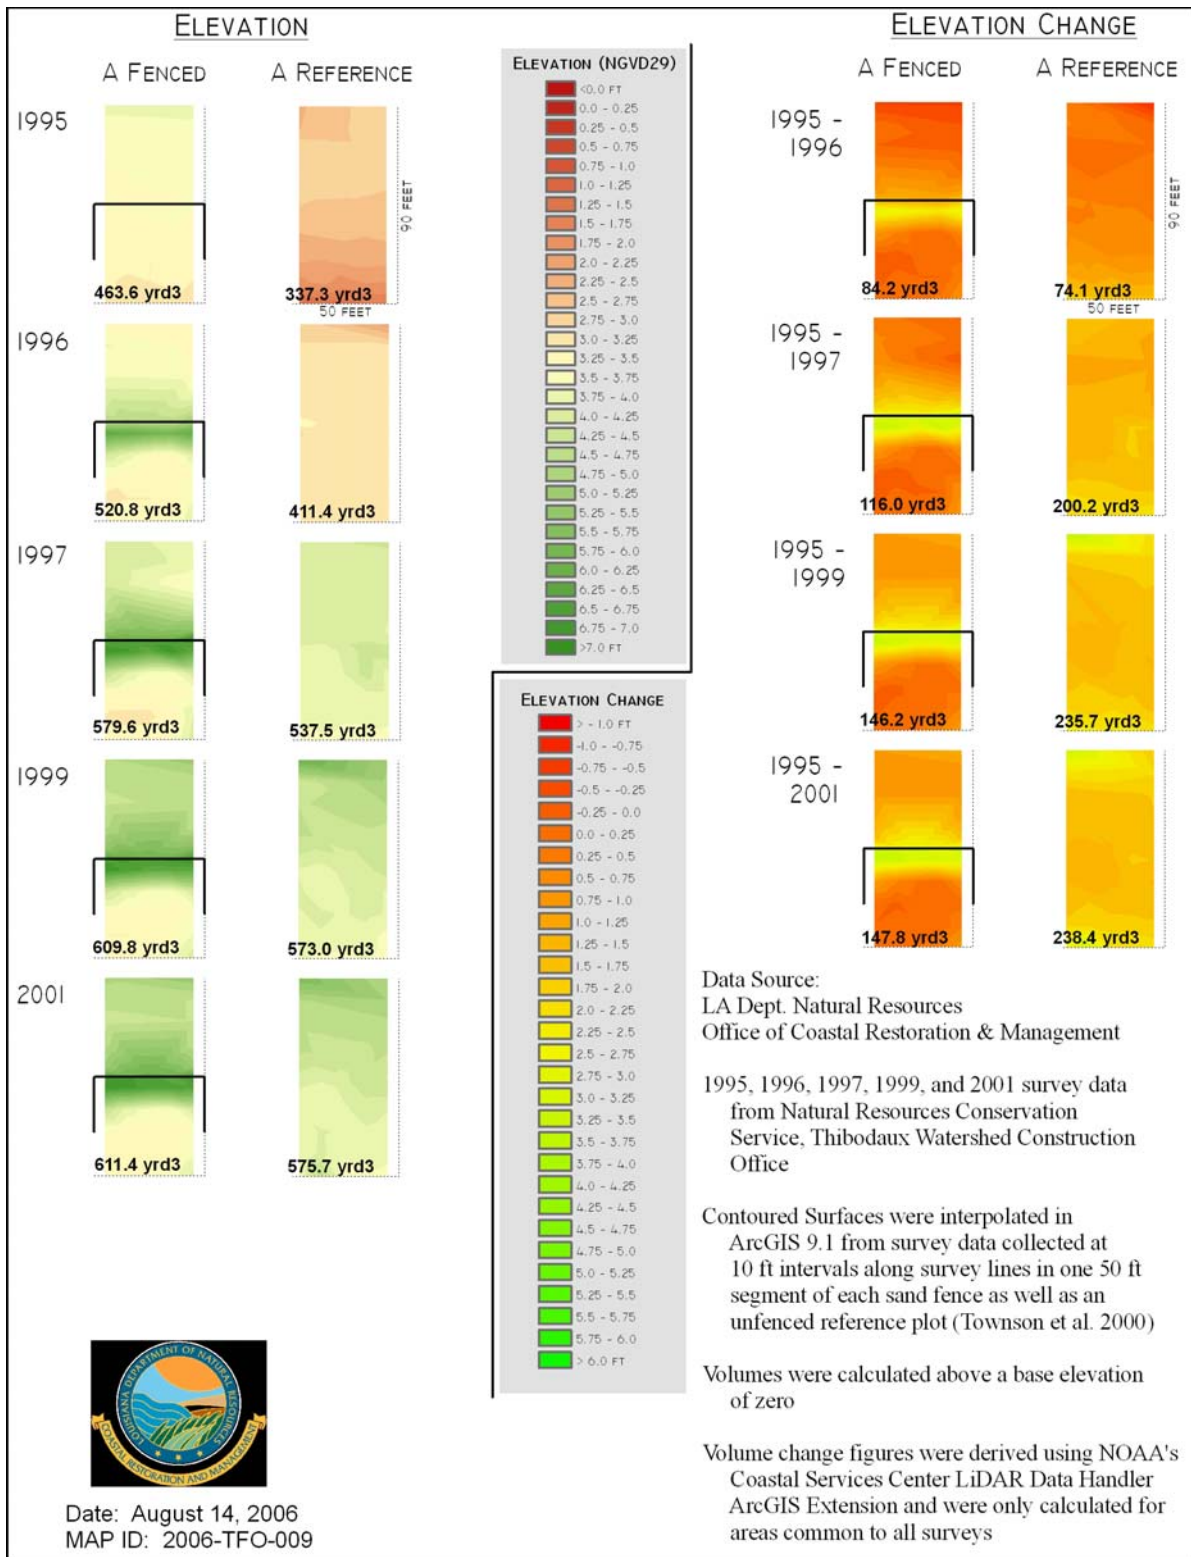 ELEVATION
A FENCED A REFERENCE
1995
463.6 yrd3 337.3 yrd3
90 FEET
50 FEET
1996
520.8 yrd3 411.4 yrd3
1997
579.6 yrd3 537.5 yrd3
1999
609.8 yrd3 573.0 yrd3
2001
611.4 yrd3 575.7 yrd3
ELEVATION (NGVD29)
<0.0 FT
0.0 - 0.25
0.25 - 0.5
0.5 - 0.75
0.75 - 1.0
1.0 - 1.25
1.25 - 1.5
1.5 - 1.75
1.75 - 2.0
2.0 - 2.25
2.25 - 2.5
2.5 - 2.75
2.75 - 3.0
3.0 - 3.25
3.25 - 3.5
3.5 - 3.75
3.75 - 4.0
4.0 - 4.25
4.25 - 4.5
4.5 - 4.75
4.75 - 5.0
5.0 - 5.25
5.25 - 5.5
5.5 - 5.75
5.75 - 6.0
6.0 - 6.25
6.25 - 6.5
6.5 - 6.75
6.75 - 7.0
>7.0 FT
ELEVATION CHANGE
> - 1.0 FT
-1.0 - -0.75
-0.75 - -0.5
-0.5 - -0.25
-0.25 - 0.0
0.0 - 0.25
0.25 - 0.5
0.5 - 0.75
0.75 - 1.0
1.0 - 1.25
1.25 - 1.5
1.5 - 1.75
1.75 - 2.0
2.0 - 2.25
2.25 - 2.5
2.5 - 2.75
2.75 - 3.0
3.0 - 3.25
3.25 - 3.5
3.5 - 3.75
3.75 - 4.0
4.0 - 4.25
4.25 - 4.5
4.5 - 4.75
4.75 - 5.0
5.0 - 5.25
5.25 - 5.5
5.5 - 5.75
5.75 - 6.0
> 6.0 FT
ELEVATION CHANGE
A FENCED A REFERENCE
1995 -
1996
84.2 yrd3 74.1 yrd3
90 FEET
50 FEET
1995 -
1997
116.0 yrd3 200.2 yrd3
1995 -
1999
146.2 yrd3 235.7 yrd3
1995 -
2001
147.8 yrd3 238.4 yrd3
Data Source:
LA Dept. Natural Resources
Office of Coastal Restoration & Management
1995, 1996, 1997, 1999, and 2001 survey data
from Natural Resources Conservation
Service, Thibodaux Watershed Construction
Office
Contoured Surfaces were interpolated in
ArcGIS 9.1 from survey data collected at
10 ft intervals along survey lines in one 50 ft
segment of each sand fence as well as an
unfenced reference plot (Townson et al. 2000)
Volumes were calculated above a base elevation
of zero
Volume change figures were derived using NOAA's
Coastal Services Center LiDAR Data Handler
ArcGIS Extension and were only calculated for
areas common to all surveys
LOUISIANA DEPARTMENT OF NATURAL RESOURCES
COASTAL RESTORATION AND MANAGEMENT
Date: August 14, 2006
MAP ID: 2006-TFO-009